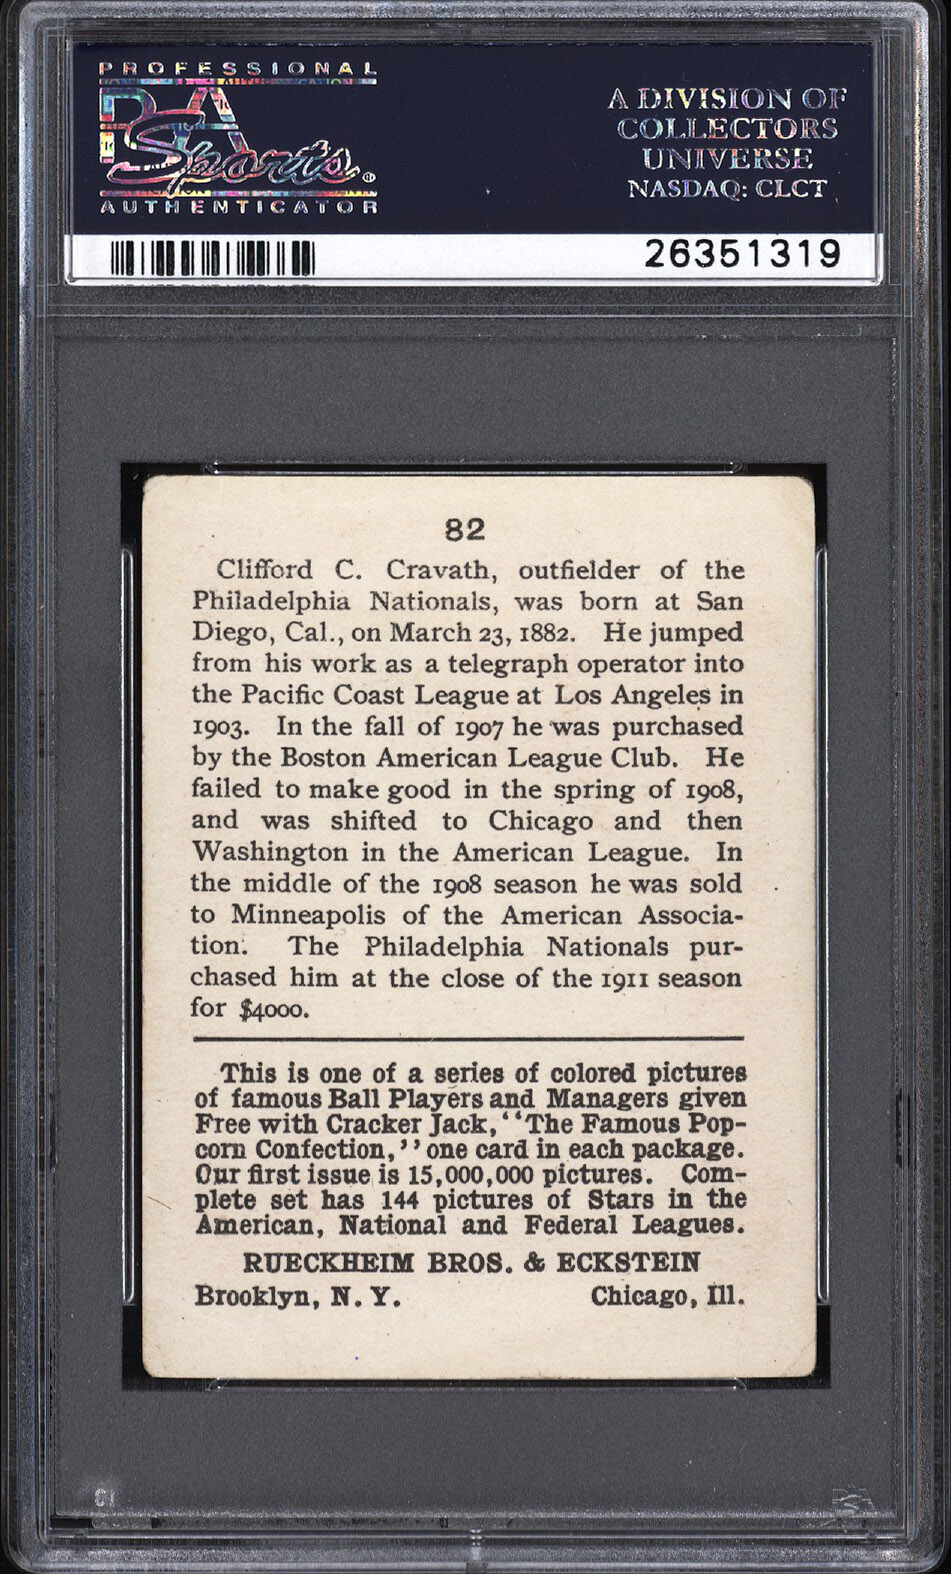 PROFESSIONAL
PSA
Sports®
AUTHENTICATOR
A DIVISION OF
COLLECTORS
UNIVERSE
NASDAQ: CLCT
26351319
82
Clifford C. Cravath, outfielder of the
Philadelphia Nationals, was born at San
Diego, Cal., on March 23, 1882. He jumped
from his work as a telegraph operator into
the Pacific Coast League at Los Angeles in
1903. In the fall of 1907 he was purchased
by the Boston American League Club. He
failed to make good in the spring of 1908,
and was shifted to Chicago and then
Washington in the American League. In
the middle of the 1908 season he was sold
to Minneapolis of the American Associa-
tion. The Philadelphia Nationals pur-
chased him at the close of the 1911 season
for $4000.
This is one of a series of colored pictures
of famous Ball Players and Managers given
Free with Cracker Jack, "The Famous Pop-
corn Confection," one card in each package.
Our first issue is 15,000,000 pictures. Com-
plete set has 144 pictures of Stars in the
American, National and Federal Leagues.
RUECKHEIM BROS. & ECKSTEIN
Brooklyn, N. Y. Chicago, Ill.